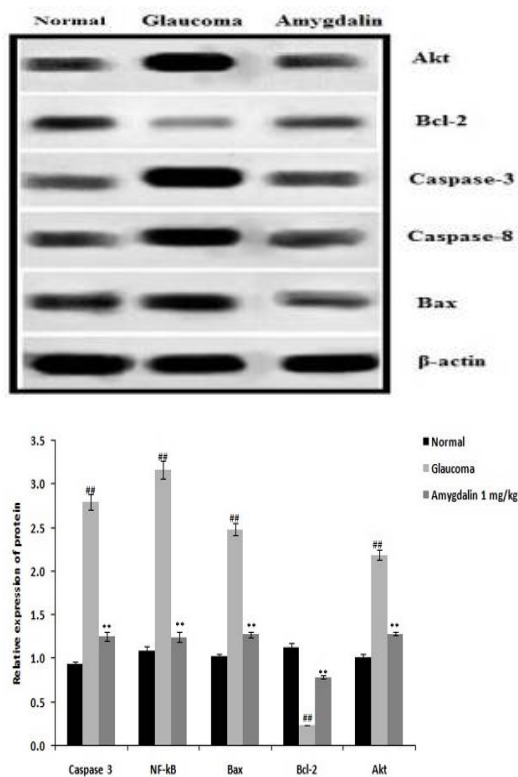 Normal Glaucoma Amygdalin
Akt
Bcl-2
Caspase-3
Caspase-8
Bax
β-actin
Normal
Glaucoma
Amygdalin 1 mg/kg
Relative expression of protein
3.5
3.0
2.5
2.0
1.5
1.0
0.5
0.0
## ** ## ** ## ** ## ** ## **
Caspase 3 NF-kB Bax Bcl-2 Akt